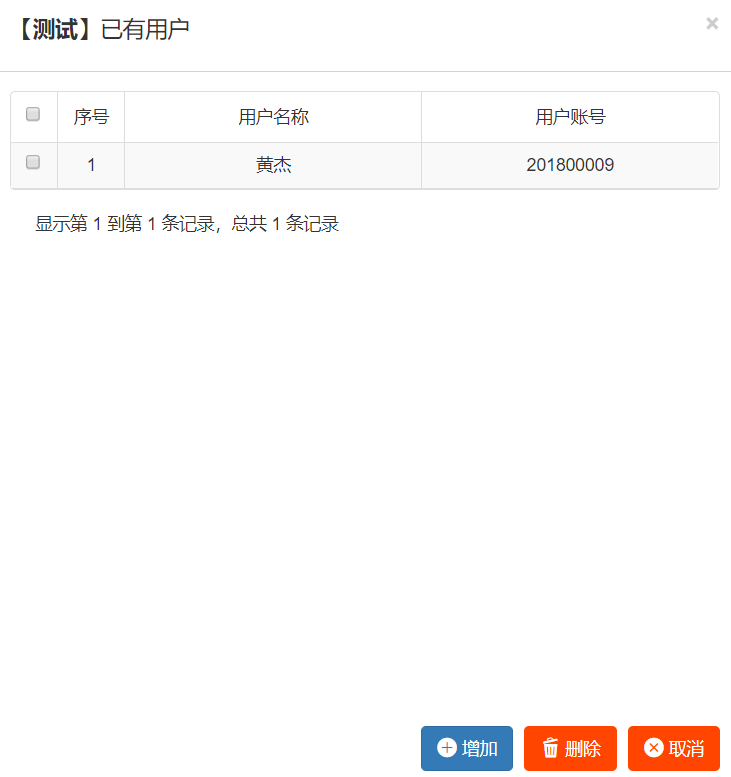 【测试】已有用户 ×
序号 用户名称 用户账号
1 黄杰 201800009
显示第 1 到第 1 条记录，总共 1 条记录
增加 删除 取消